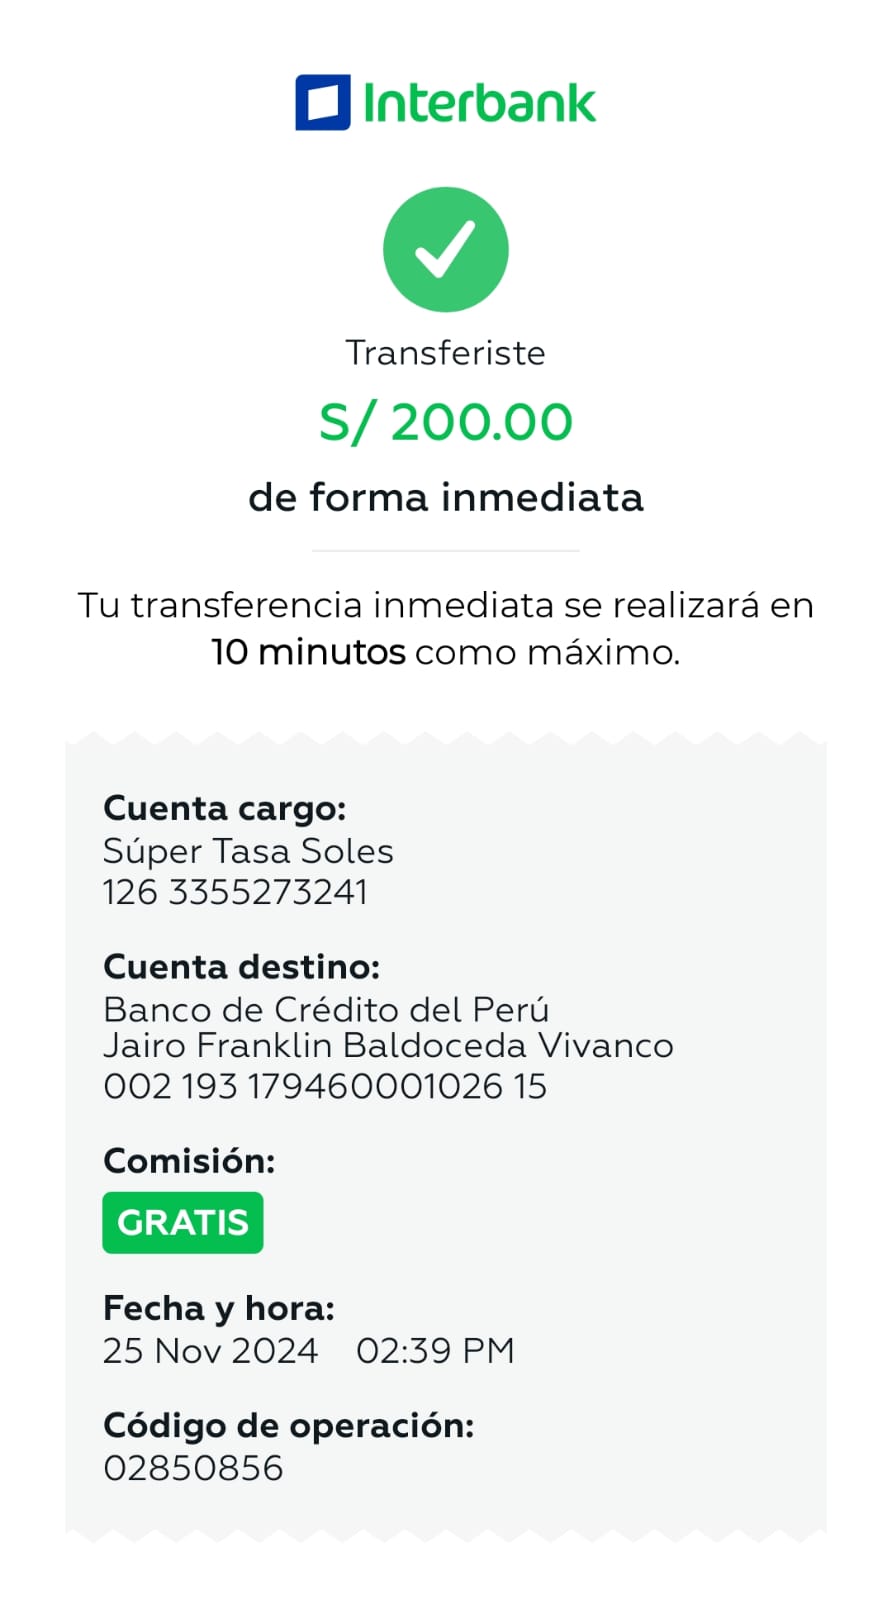 Interbank
Transferiste
S/ 200.00
de forma inmediata
Tu transferencia inmediata se realizará en
10 minutos como máximo.
Cuenta cargo:
Súper Tasa Soles
126 3355273241
Cuenta destino:
Banco de Crédito del Perú
Jairo Franklin Baldoceda Vivanco
002 193 179460001026 15
Comisión:
GRATIS
Fecha y hora:
25 Nov 2024 02:39 PM
Código de operación:
02850856